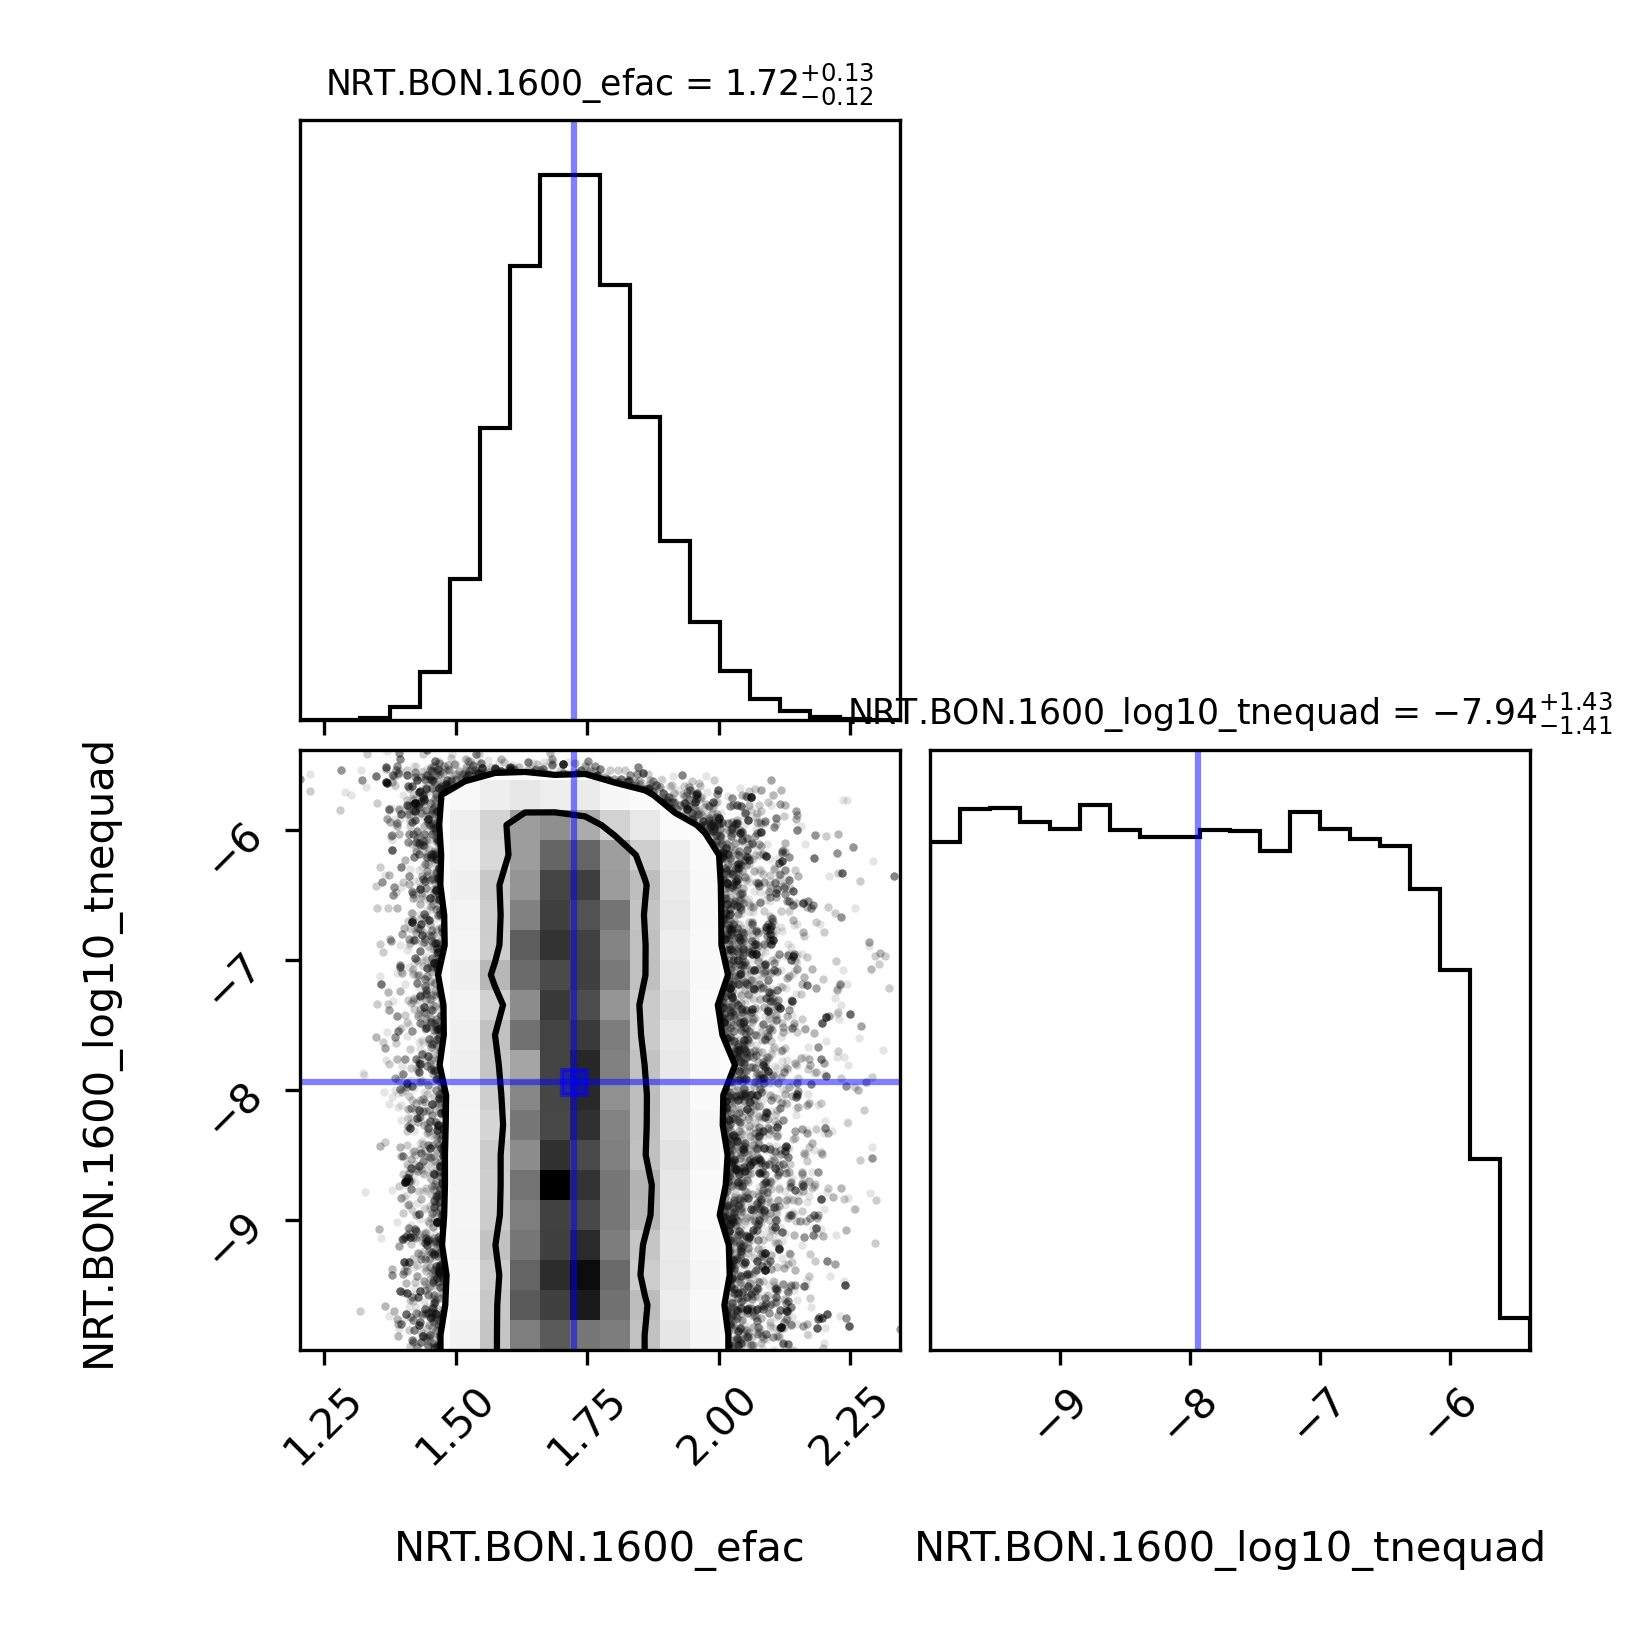 NRT.BON.1600_efac = 1.72+0.13 −0.12
NRT.BON.1600_log10_tnequad = −7.94+1.43 −1.41
NRT.BON.1600_log10_tnequad
−6
−7
−8
−9
1.25 1.50 1.75 2.00 2.25
−9 −8 −7 −6
NRT.BON.1600_efac
NRT.BON.1600_log10_tnequad